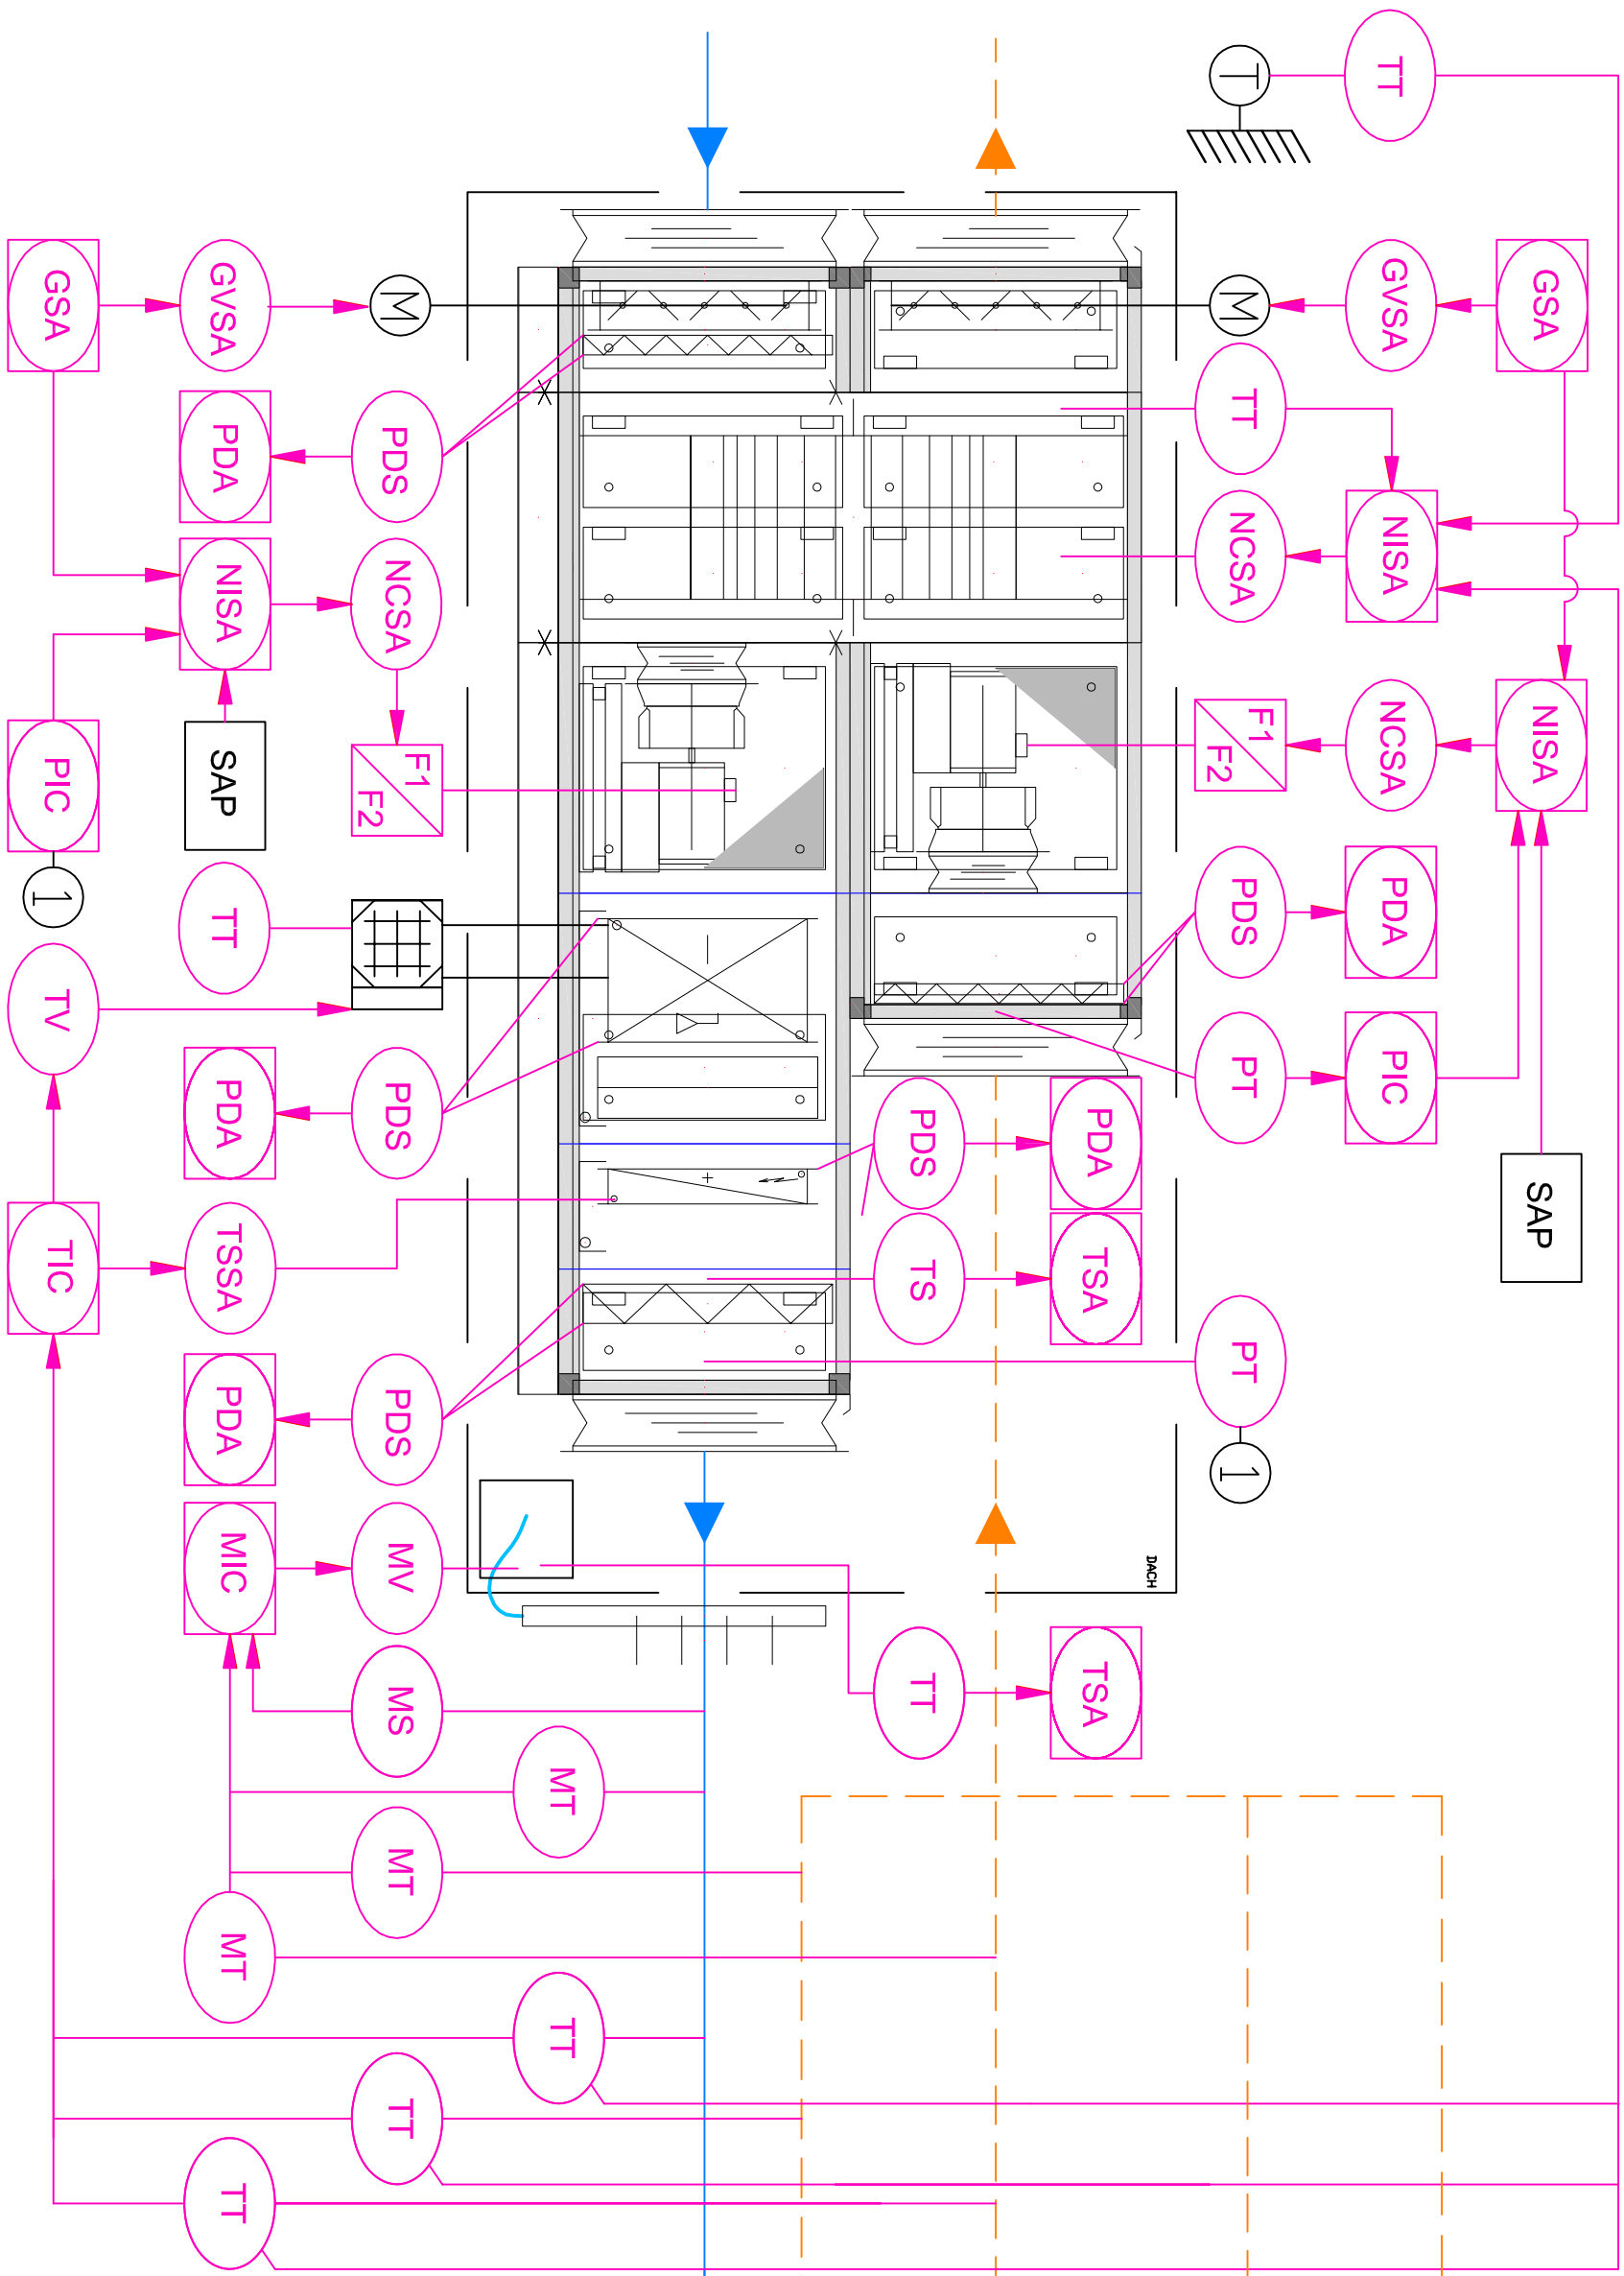 TT
T
GSA
GVSA
M
M
GVSA
GSA
TT
PDA
PDS
NISA
NCSA
NCSA
NISA
PIC
SAP
F1
F2
F1
F2
NCSA
NISA
1
TT
PDS
PDA
TV
PDA
PDS
PT
PIC
PDS
PDA
SAP
TIC
TSSA
TS
TSA
PDA
PDS
PT
1
MIC
MV
DACH
MS
TT
TSA
MT
MT
MT
TT
TT
TT